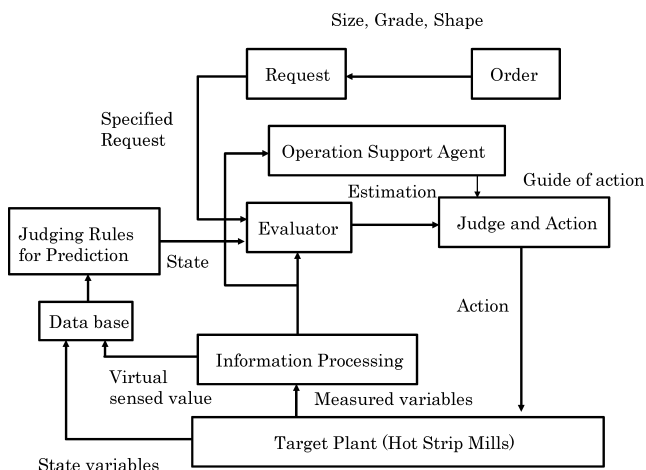 Size, Grade, Shape
Request
Order
Specified
Request
Operation Support Agent
Estimation
Guide of action
Judging Rules
for Prediction
State
Evaluator
Judge and Action
Data base
Action
Information Processing
Virtual
sensed value
Measured variables
Target Plant (Hot Strip Mills)
State variables